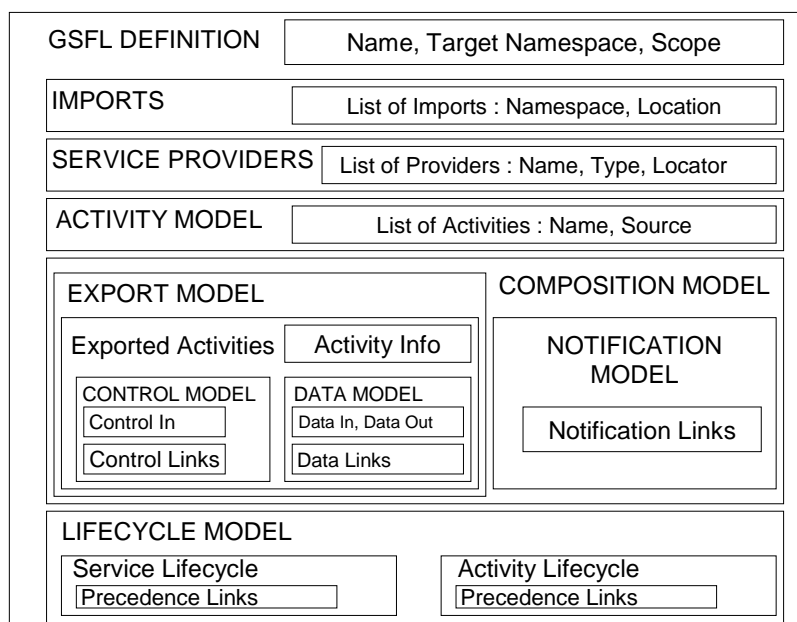 GSFL DEFINITION
Name, Target Namespace, Scope
IMPORTS
List of Imports : Namespace, Location
SERVICE PROVIDERS
List of Providers : Name, Type, Locator
ACTIVITY MODEL
List of Activities : Name, Source
EXPORT MODEL
Exported Activities
Activity Info
CONTROL MODEL
Control In
Control Links
DATA MODEL
Data In, Data Out
Data Links
COMPOSITION MODEL
NOTIFICATION
MODEL
Notification Links
LIFECYCLE MODEL
Service Lifecycle
Precedence Links
Activity Lifecycle
Precedence Links